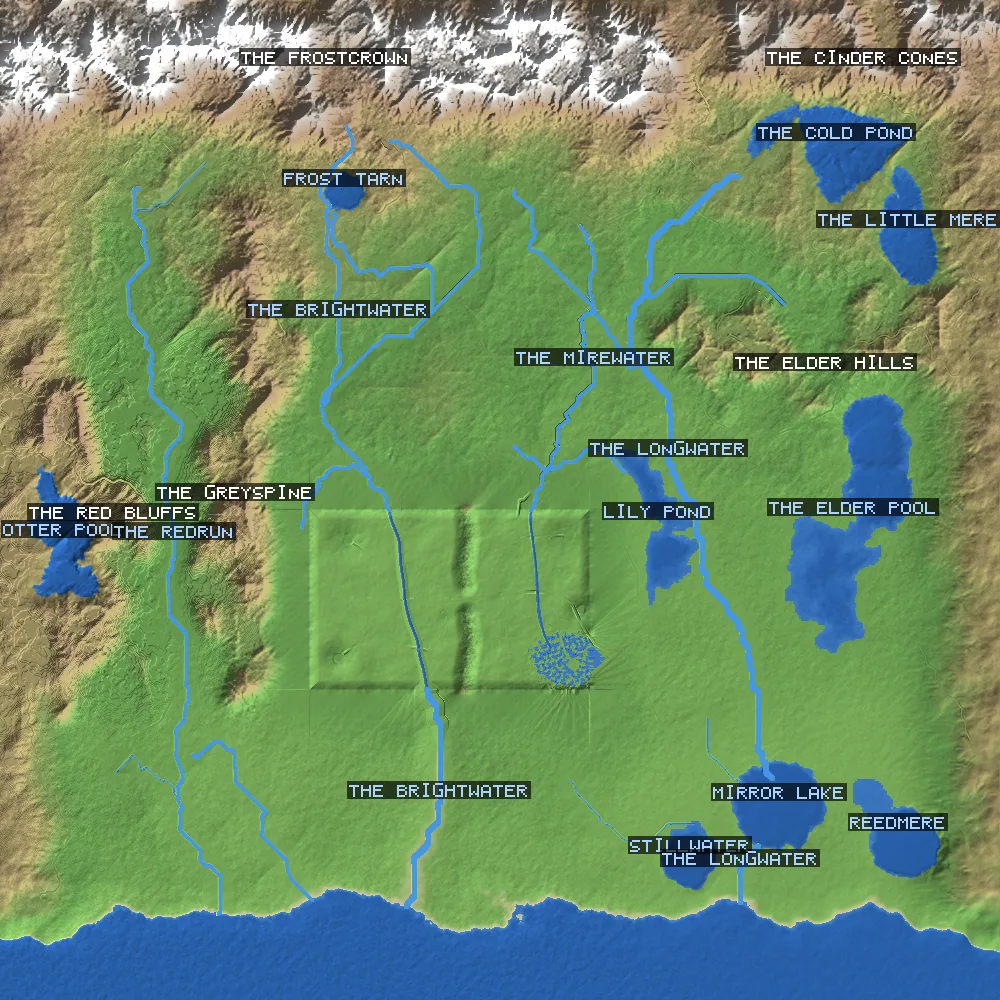 THE FROSTCROWN
THE CINDER CONES
THE COLD POND
FROST TARN
THE LITTLE MERE
THE BRIGHTWATER
THE MIREWATER
THE ELDER HILLS
THE LONGWATER
THE GREYSPINE
THE RED BLUFFS
LILY POND
THE ELDER POOL
OTTER POOL
THE REDRUN
THE BRIGHTWATER
MIRROR LAKE
REEDMERE
STILLWATER
THE LONGWATER